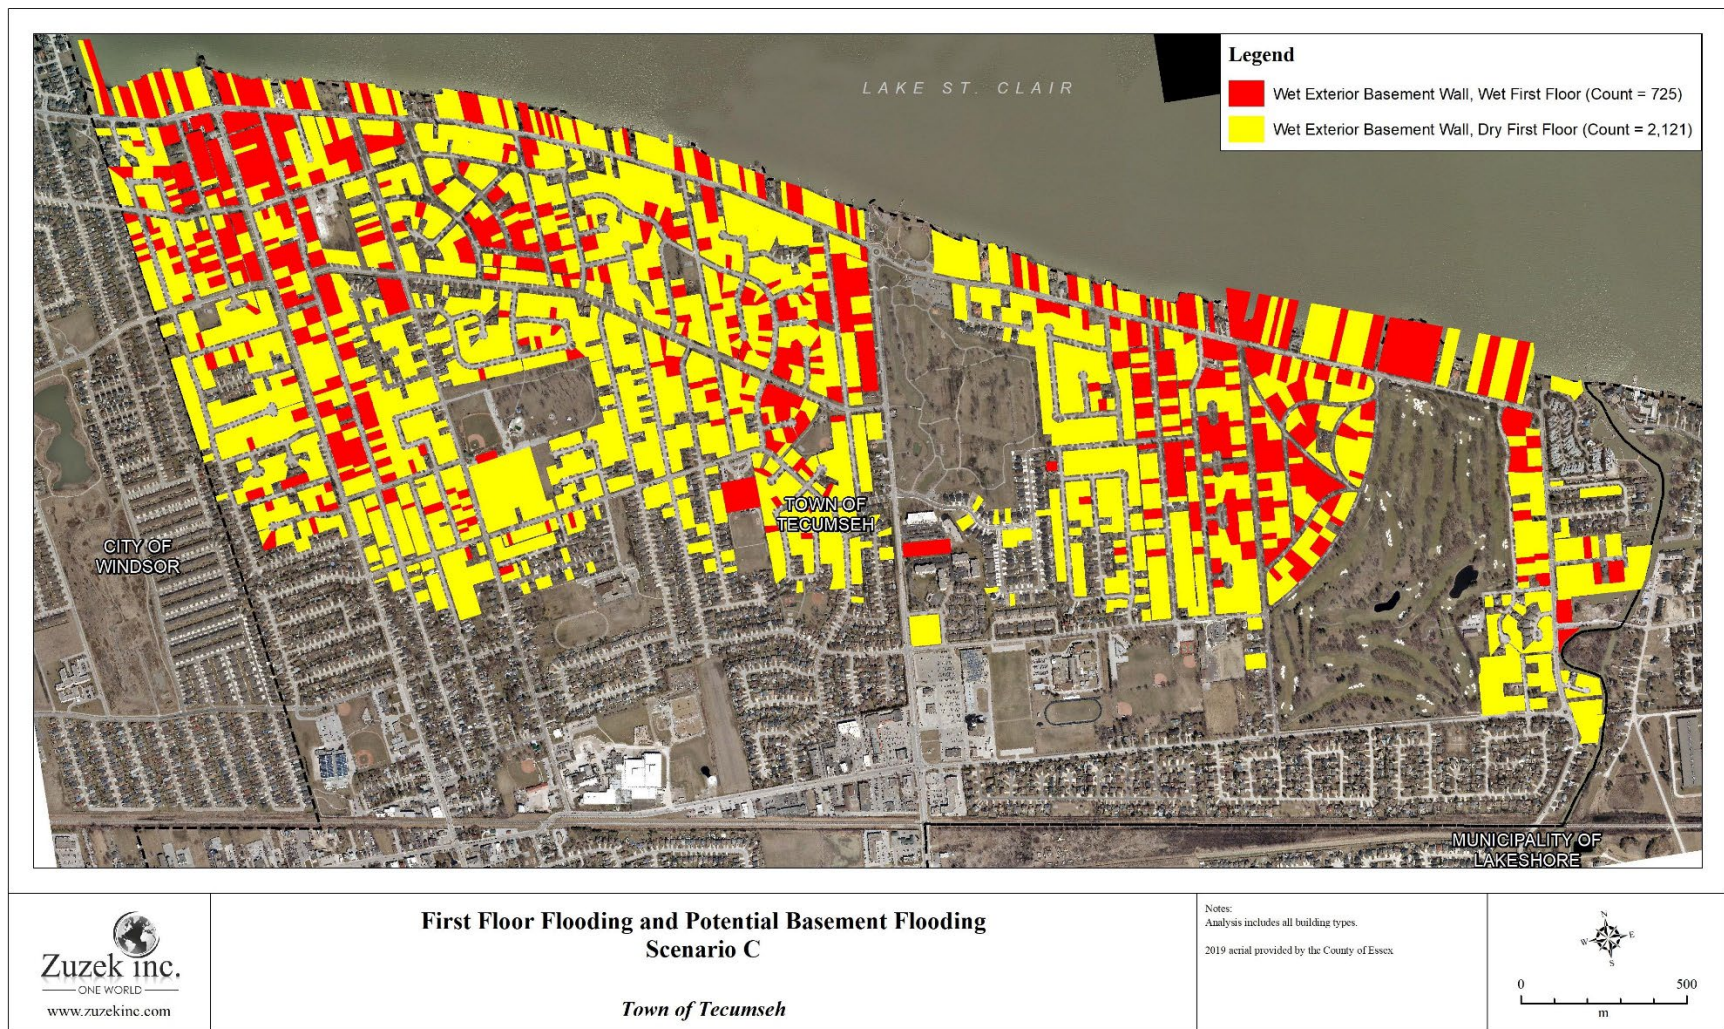 LAKE ST. CLAIR
Legend
Wet Exterior Basement Wall, Wet First Floor (Count = 725)
Wet Exterior Basement Wall, Dry First Floor (Count = 2,121)
TOWN OF
TECUMSEH
CITY OF
WINDSOR
MUNICIPALITY OF
LAKESHORE
Zuzek inc.
ONE WORLD
www.zuzekinc.com
First Floor Flooding and Potential Basement Flooding
Scenario C
Town of Tecumseh
Notes:
Analysis includes all building types.
2019 aerial provided by the County of Essex
N
W E
S
0 500
m